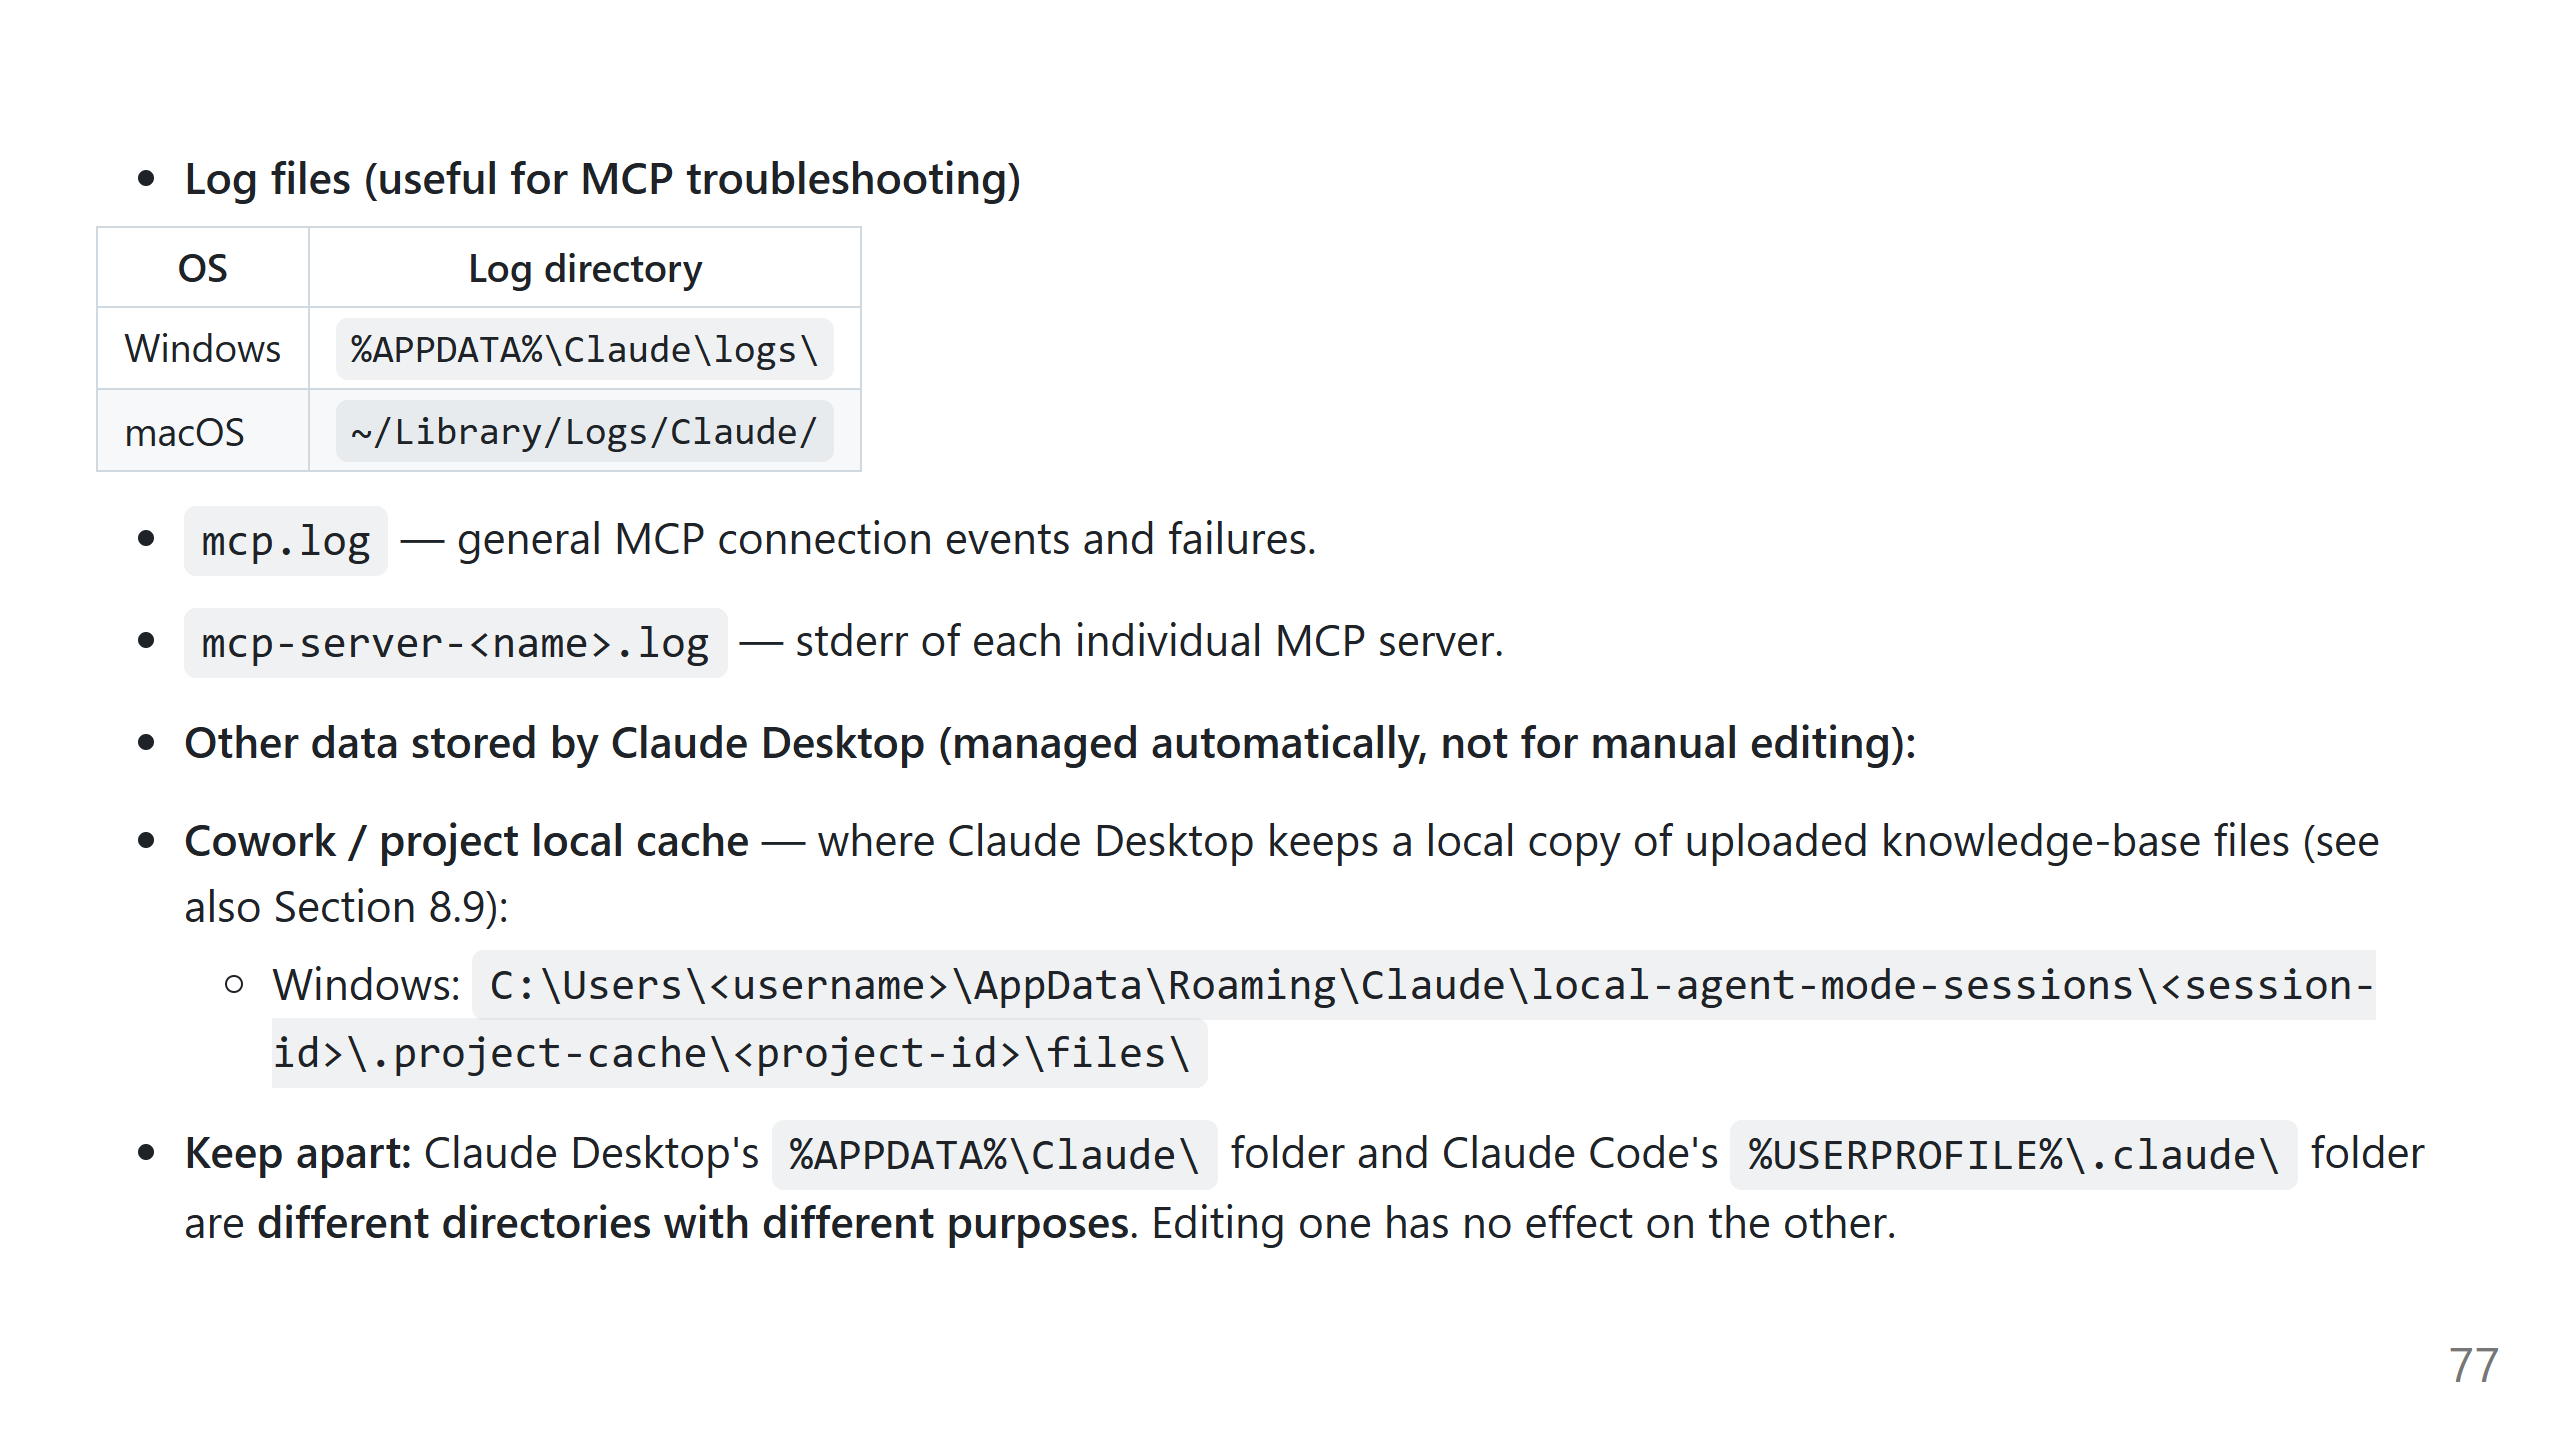 Log files (useful for MCP troubleshooting)
OS Log directory
Windows %APPDATA%\Claude\logs\
macOS ~/Library/Logs/Claude/
mcp.log — general MCP connection events and failures.
mcp-server-<name>.log — stderr of each individual MCP server.
Other data stored by Claude Desktop (managed automatically, not for manual editing):
Cowork / project local cache — where Claude Desktop keeps a local copy of uploaded knowledge-base files (see
also Section 8.9):
Windows: C:\Users\<username>\AppData\Roaming\Claude\local-agent-mode-sessions\<session-
id>\.project-cache\<project-id>\files\
Keep apart: Claude Desktop's %APPDATA%\Claude\ folder and Claude Code's %USERPROFILE%\.claude\ folder
are different directories with different purposes. Editing one has no effect on the other.
77